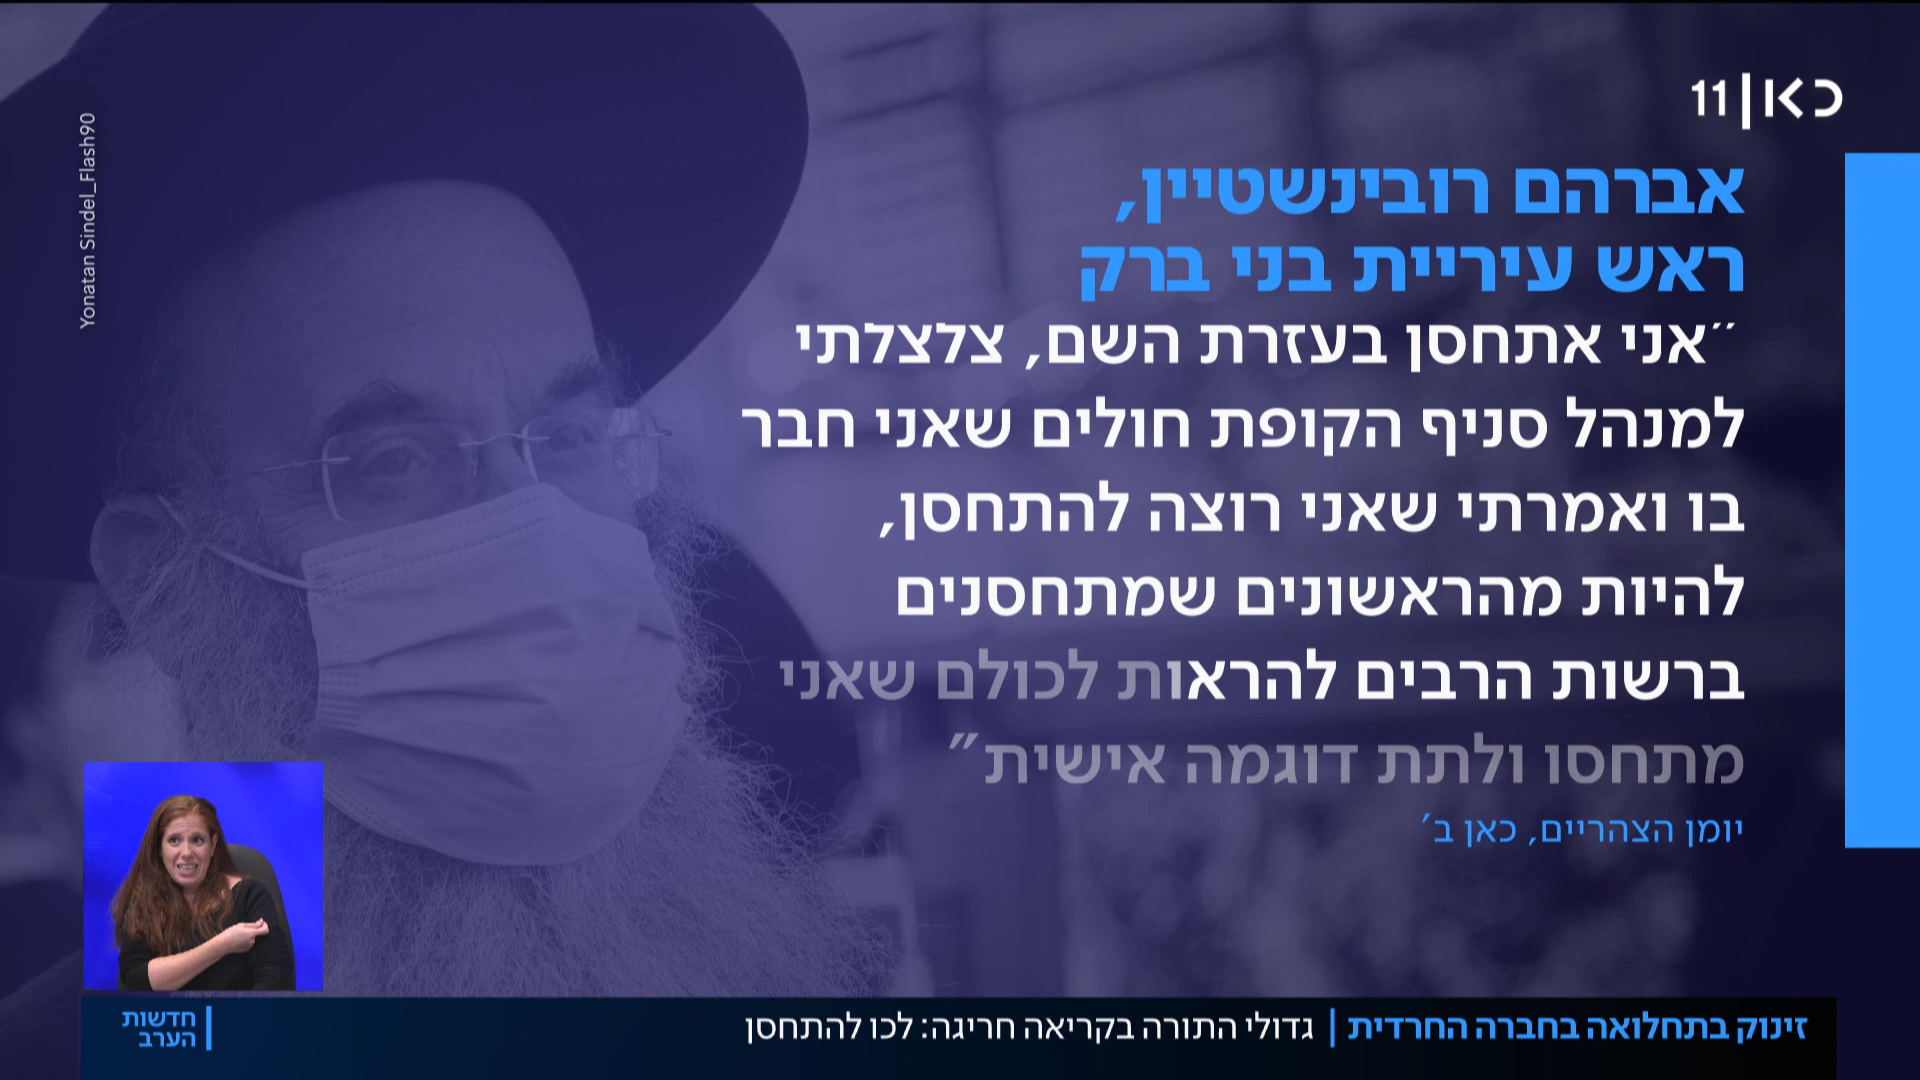 כאן 11
Yonatan Sindel_Flash90
אברהם רובינשטיין,
ראש עיריית בני ברק
"אני אתחסן בעזרת השם, צלצלתי
למנהל סניף הקופת חולים שאני חבר
בו ואמרתי שאני רוצה להתחסן,
להיות מהראשונים שמתחסנים
ברשות הרבים להראות לכולם שאני
מתחסן ולתת דוגמה אישית"
יומן הצהריים, כאן ב׳
זינוק בתחלואה בחברה החרדית | גדולי התורה בקריאה חריגה: לכו להתחסן
חדשות
הערב